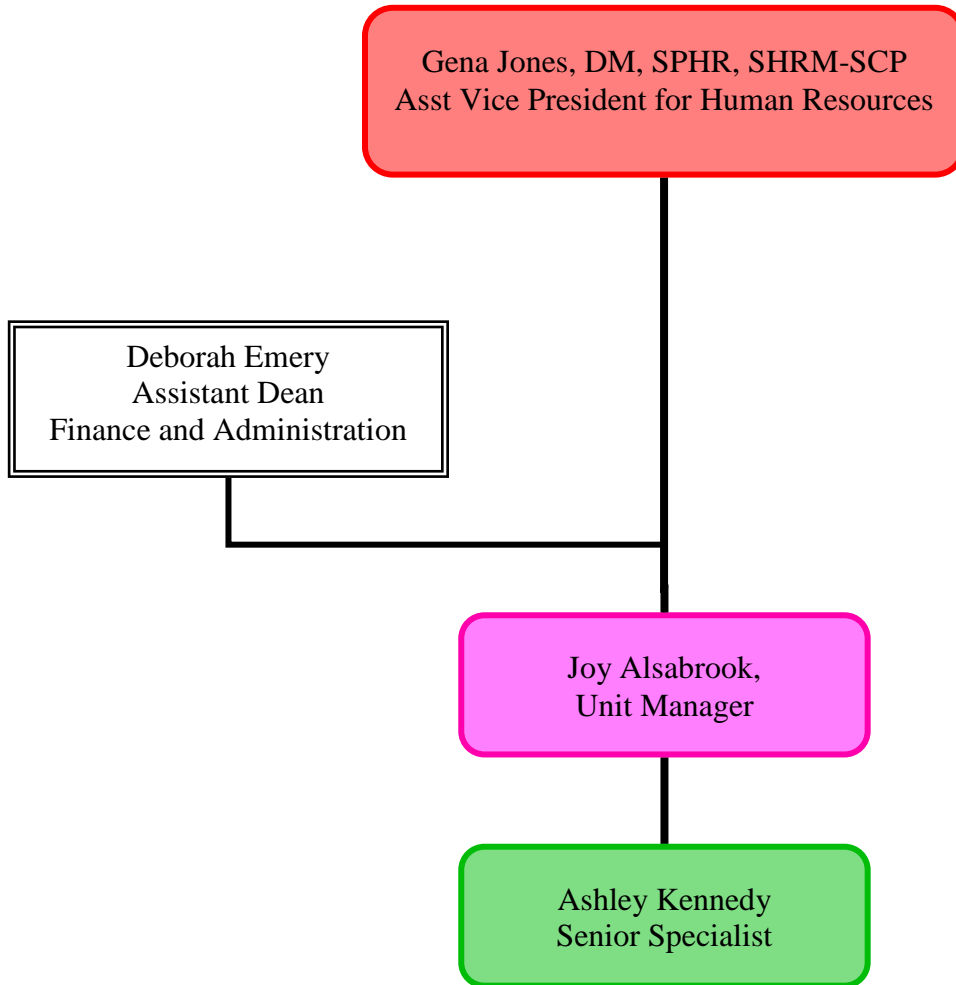 Gena Jones, DM, SPHR, SHRM-SCP
Asst Vice President for Human Resources
Deborah Emery
Assistant Dean
Finance and Administration
Joy Alsabrook,
Unit Manager
Ashley Kennedy
Senior Specialist